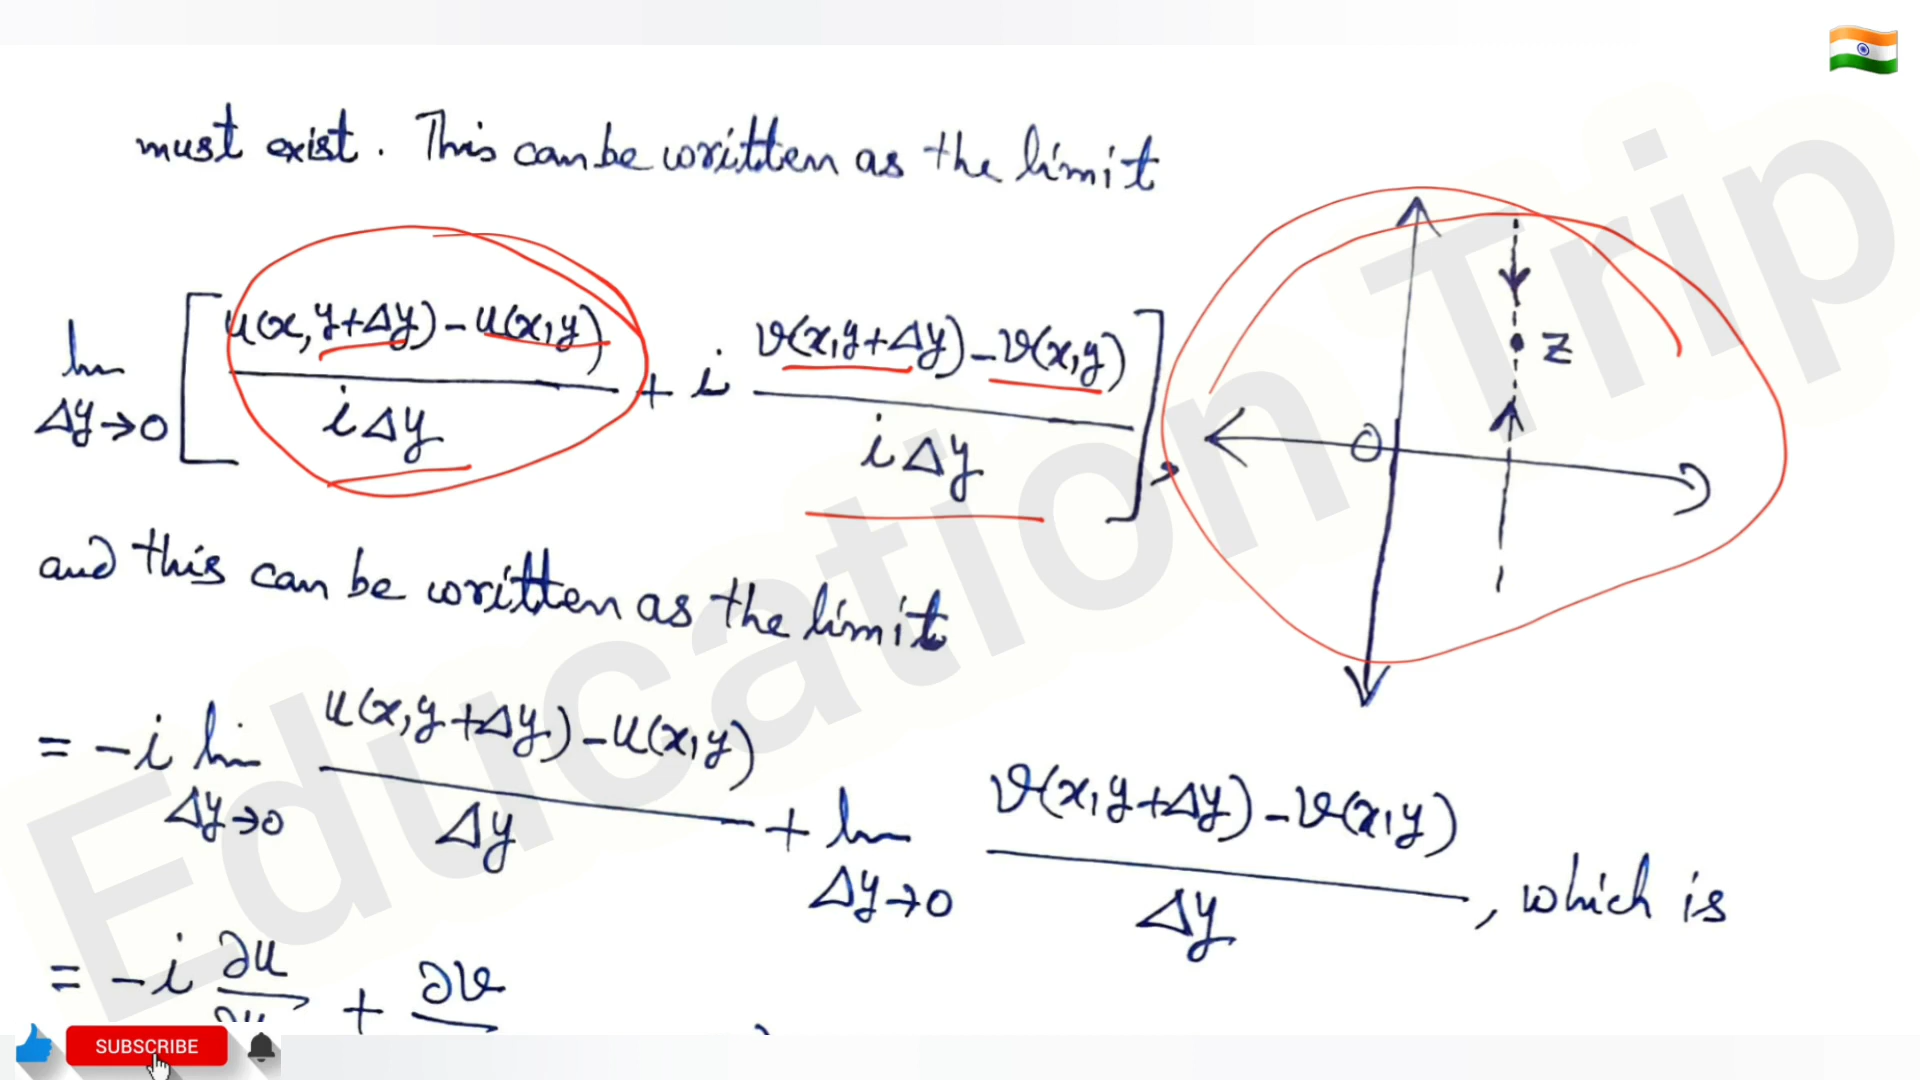 must exist. This can be written as the limit
lim Δy→0 [ (u(x, y+Δy) – u(x,y)) / (iΔy) + i (v(x,y+Δy) – v(x,y)) / (iΔy) ],
O
z
and this can be written as the limit
= –i lim Δy→0 (u(x,y+Δy) – u(x,y)) / Δy + lim Δy→0 (v(x,y+Δy) – v(x,y)) / Δy, which is
= –i ∂u + ∂v
Education Trip
SUBSCRIBE